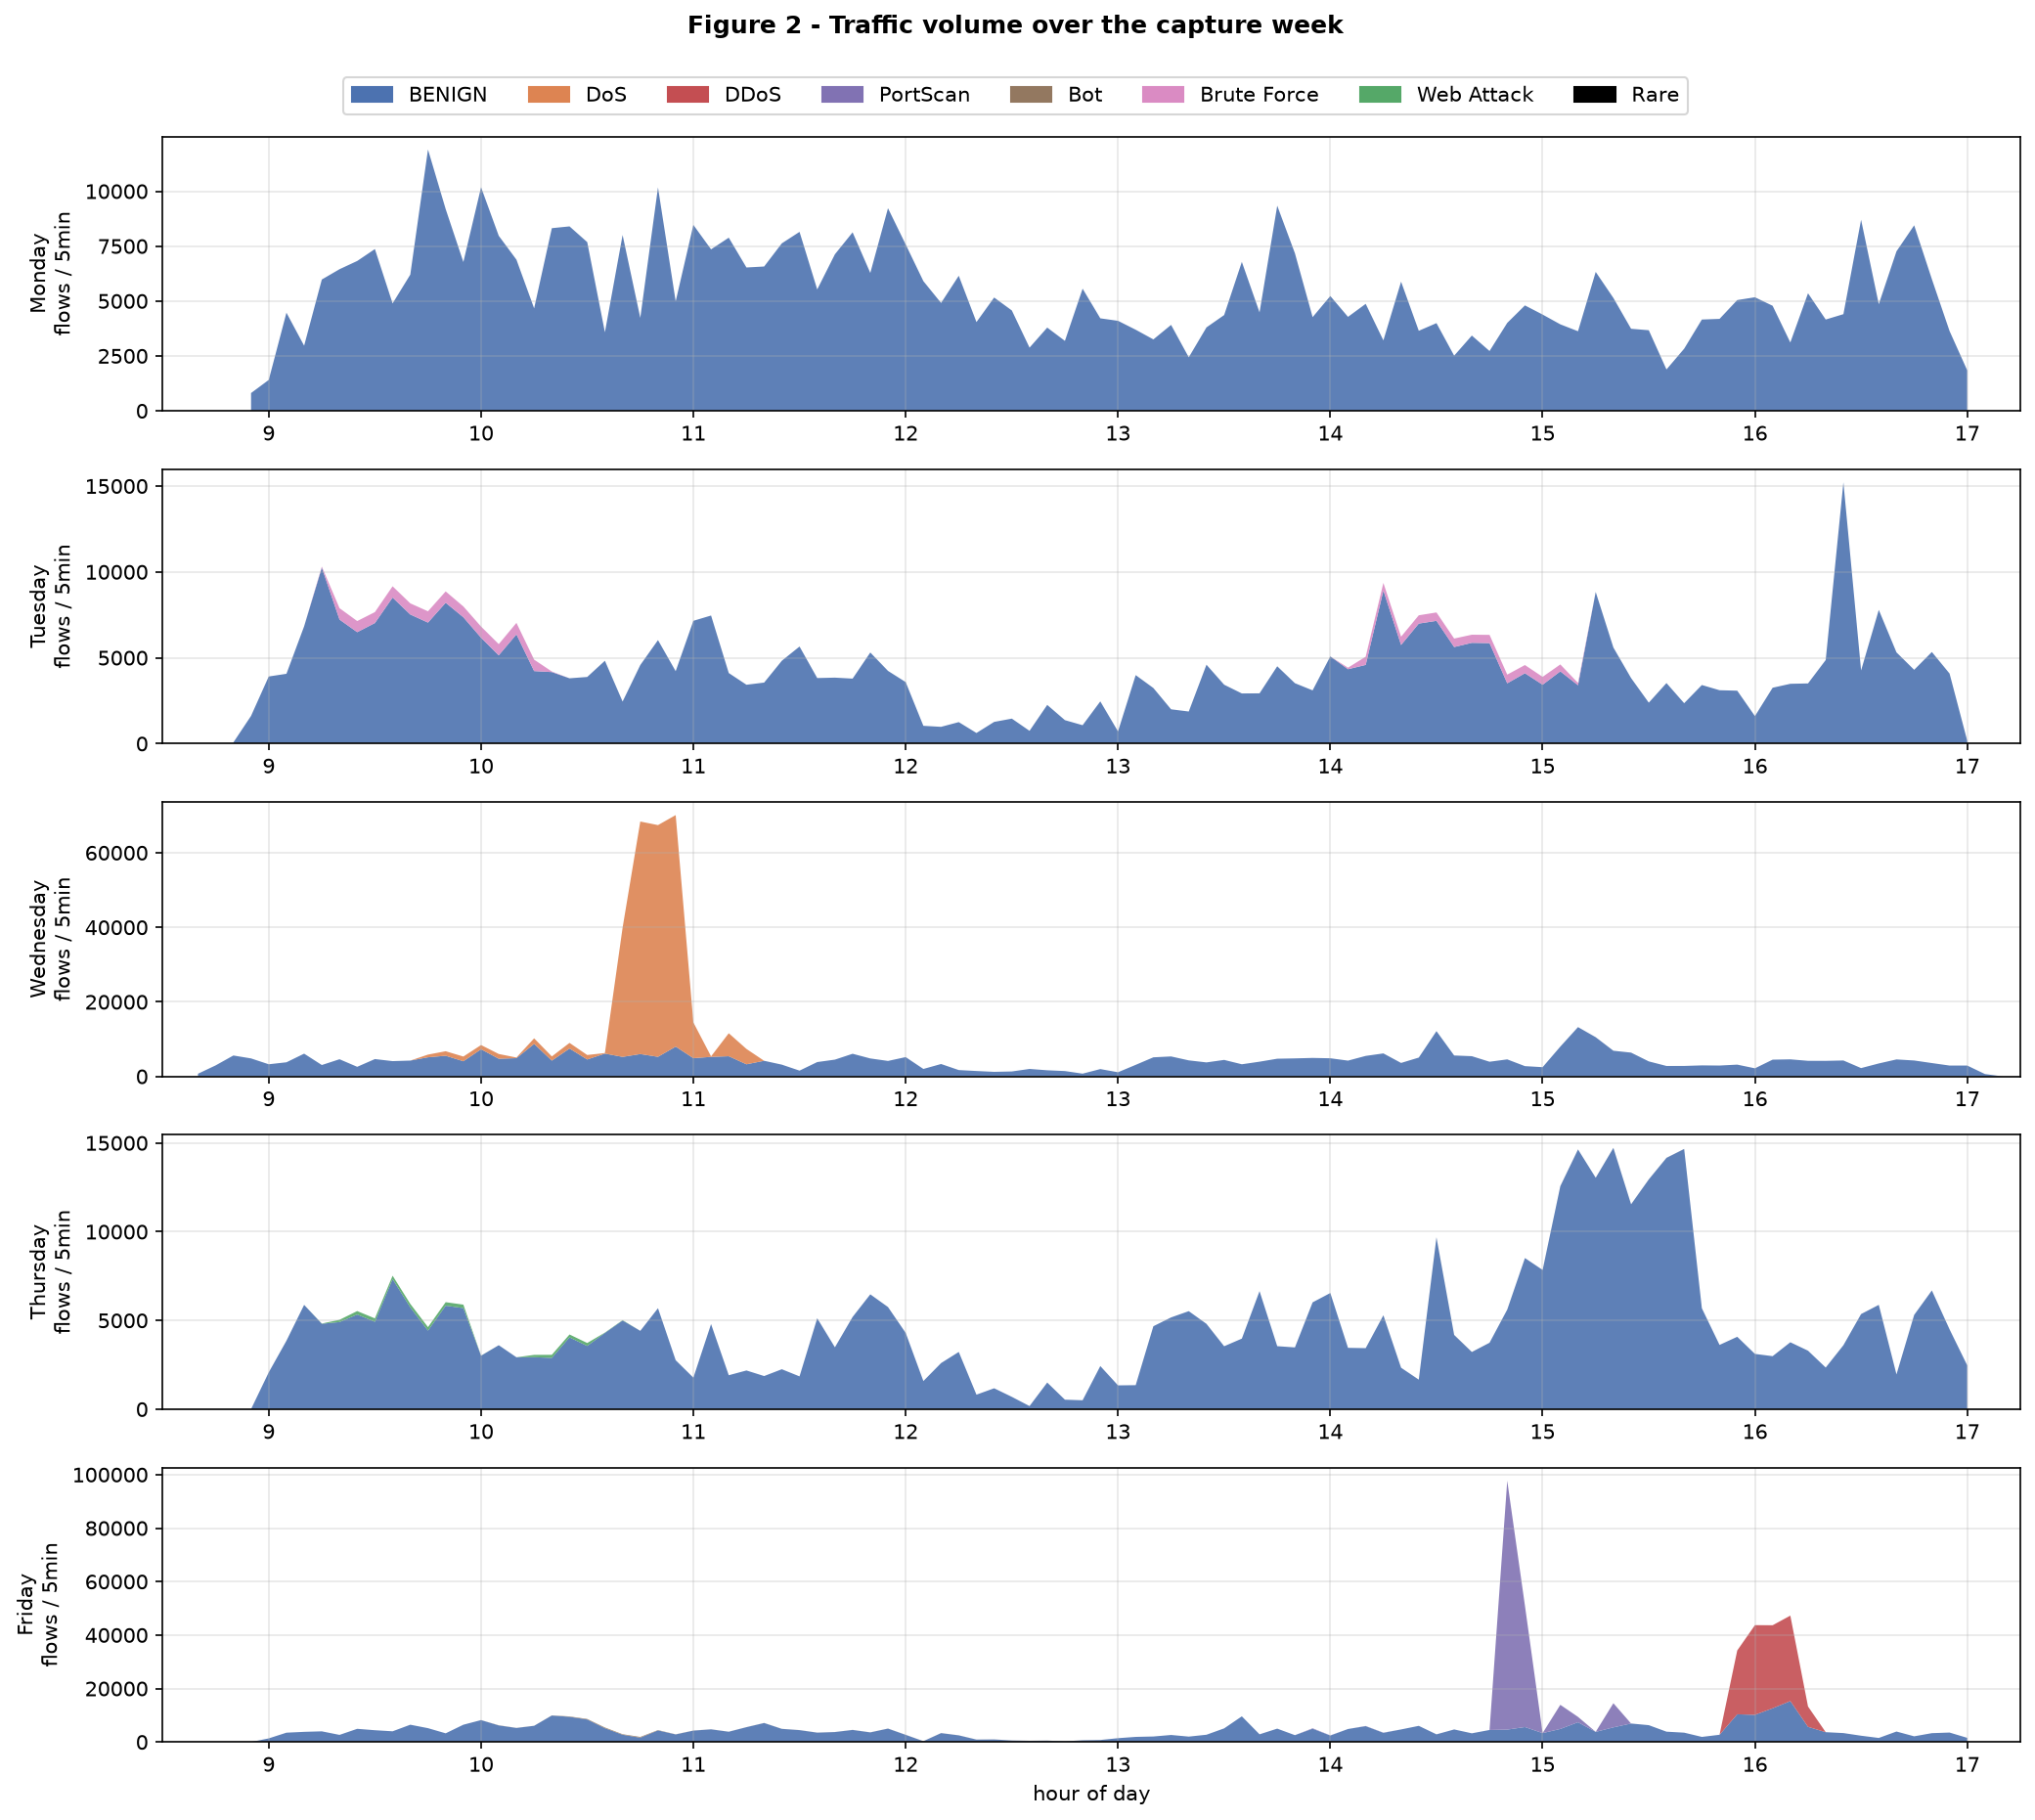 Figure 2 - Traffic volume over the capture week
BENIGN DoS DDoS PortScan Bot Brute Force Web Attack Rare
Monday
flows / 5min
10000
7500
5000
2500
0
9 10 11 12 13 14 15 16 17
Tuesday
flows / 5min
15000
10000
5000
0
9 10 11 12 13 14 15 16 17
Wednesday
flows / 5min
60000
40000
20000
0
9 10 11 12 13 14 15 16 17
Thursday
flows / 5min
15000
10000
5000
0
9 10 11 12 13 14 15 16 17
Friday
flows / 5min
100000
80000
60000
40000
20000
0
9 10 11 12 13 14 15 16 17
hour of day